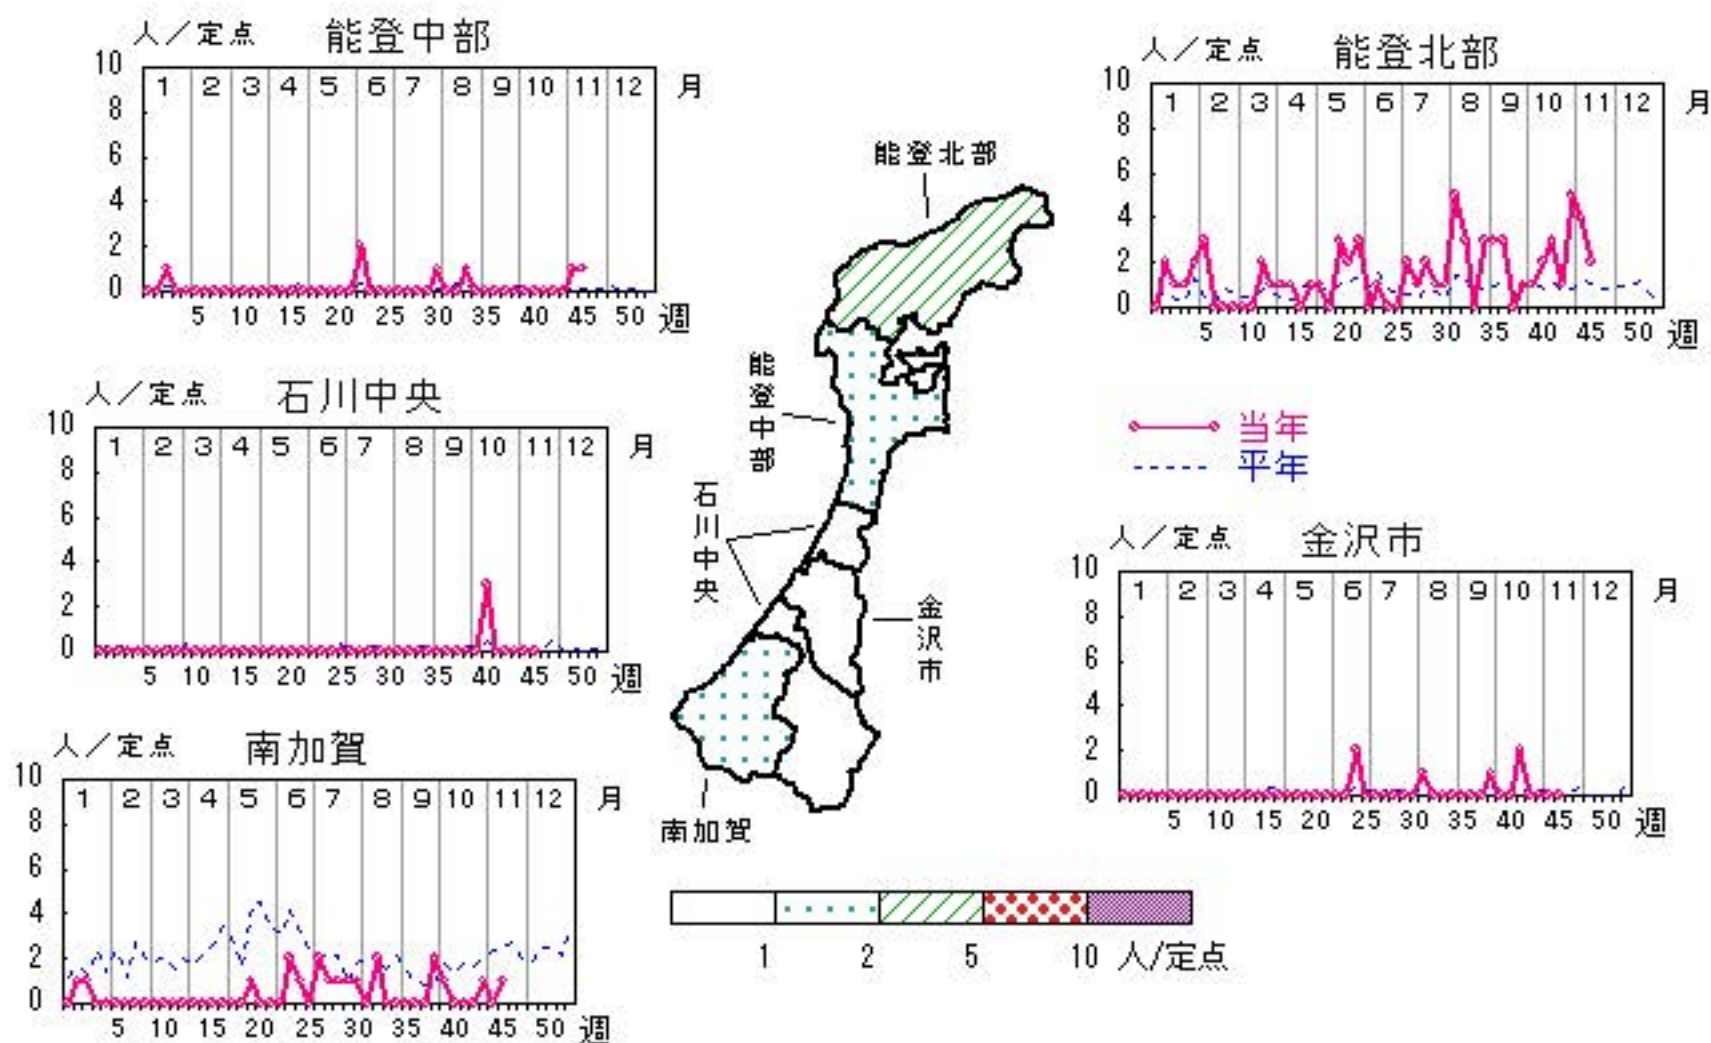 人／定点 能登中部
10 8 6 4 2 0
1 2 3 4 5 6 7 8 9 10 11 12 月
5 10 15 20 25 30 35 40 45 50 週
人／定点 能登北部
10 8 6 4 2 0
1 2 3 4 5 6 7 8 9 10 11 12 月
5 10 15 20 25 30 35 40 45 50 週
能登北部
能登中部
石川中央
金沢市
南加賀
人／定点 石川中央
10 8 6 4 2 0
1 2 3 4 5 6 7 8 9 10 11 12 月
5 10 15 20 25 30 35 40 45 50 週
当年
平年
人／定点 金沢市
10 8 6 4 2 0
1 2 3 4 5 6 7 8 9 10 11 12 月
5 10 15 20 25 30 35 40 45 50 週
人／定点 南加賀
10 8 6 4 2 0
1 2 3 4 5 6 7 8 9 10 11 12 月
5 10 15 20 25 30 35 40 45 50 週
1 2 5 10 人/定点